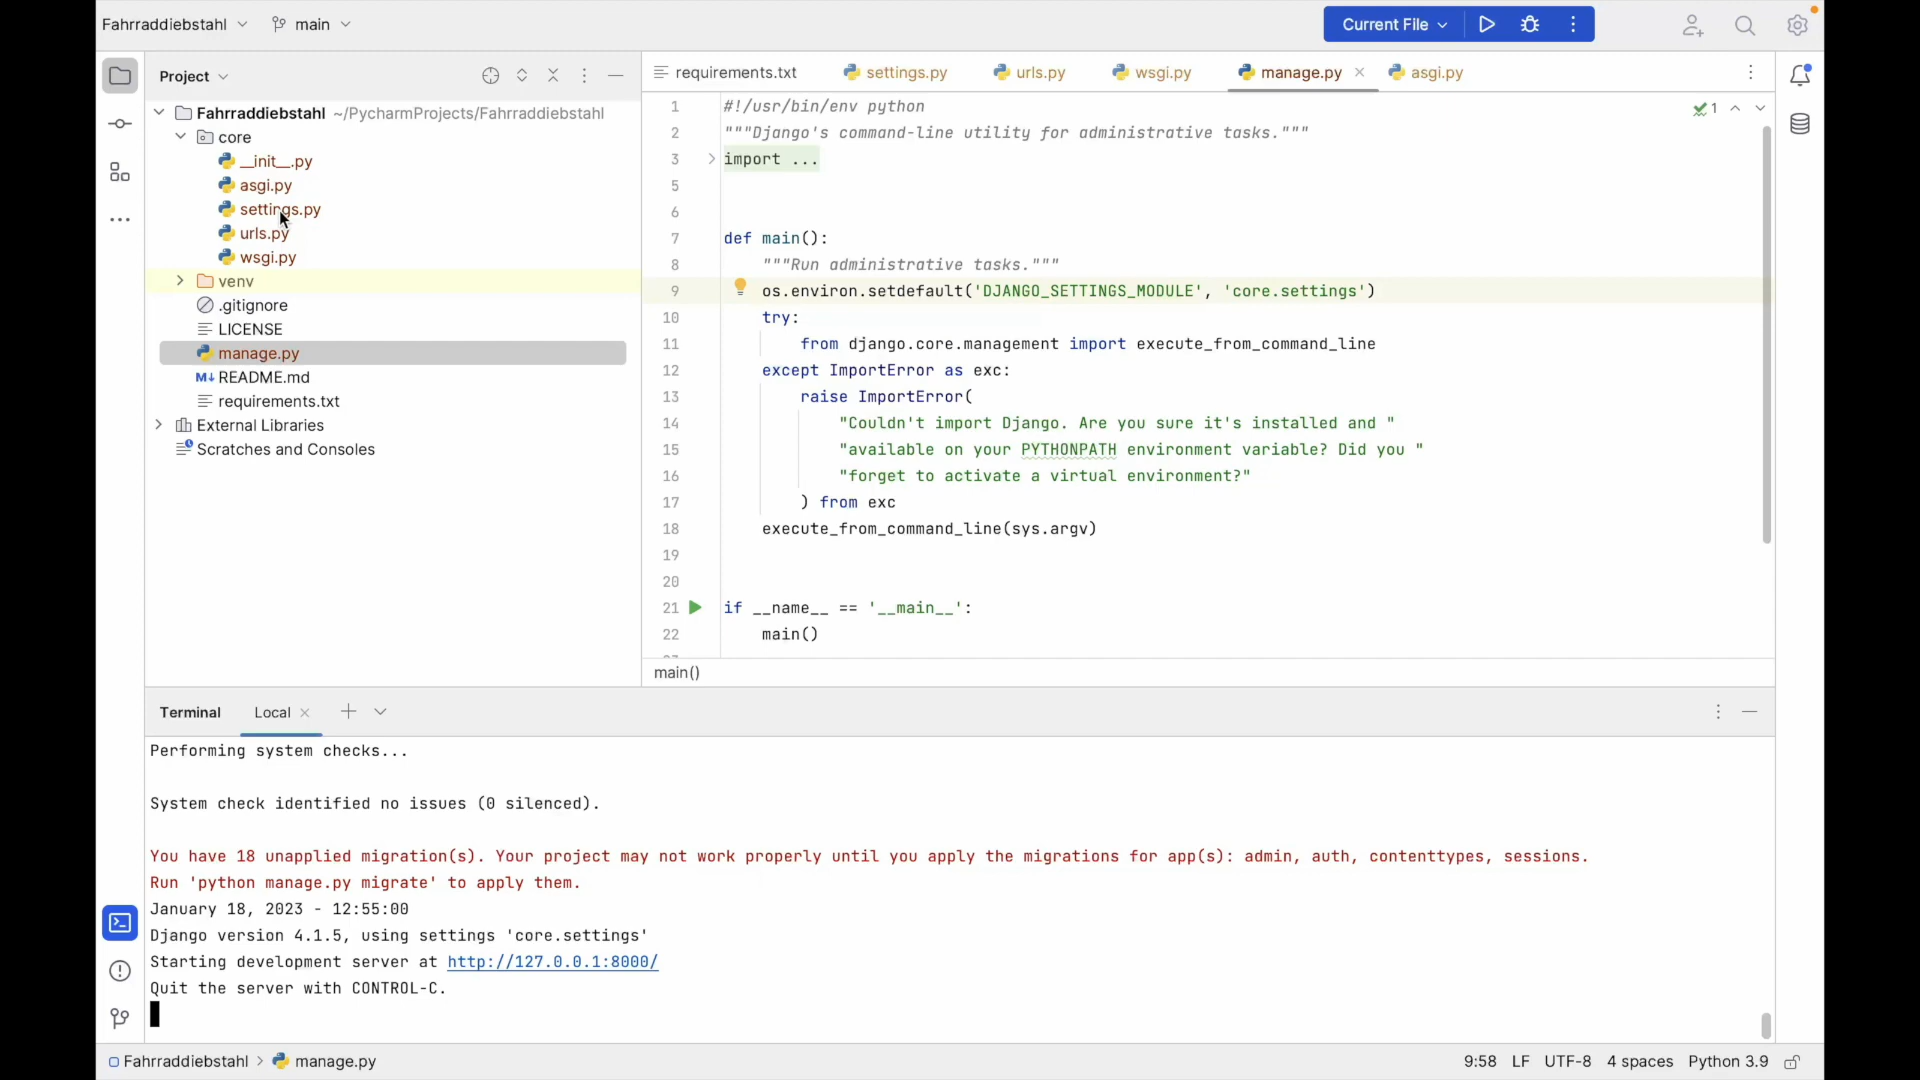 Fahrraddiebstahl
main
Current File
Project
requirements.txt
settings.py
urls.py
wsgi.py
manage.py
asgi.py
Fahrraddiebstahl ~/PycharmProjects/Fahrraddiebstahl
core
__init__.py
asgi.py
settings.py
urls.py
wsgi.py
venv
.gitignore
LICENSE
manage.py
M↓ README.md
requirements.txt
External Libraries
Scratches and Consoles
1 #!/usr/bin/env python
2 """Django's command-line utility for administrative tasks."""
3 import ...
5
6
7 def main():
8 """Run administrative tasks."""
9 os.environ.setdefault('DJANGO_SETTINGS_MODULE', 'core.settings')
10 try:
11 from django.core.management import execute_from_command_line
12 except ImportError as exc:
13 raise ImportError(
14 "Couldn't import Django. Are you sure it's installed and "
15 "available on your PYTHONPATH environment variable? Did you "
16 "forget to activate a virtual environment?"
17 ) from exc
18 execute_from_command_line(sys.argv)
19
20
21 if __name__ == '__main__':
22 main()
1
main()
Terminal
Local
Performing system checks...
System check identified no issues (0 silenced).
You have 18 unapplied migration(s). Your project may not work properly until you apply the migrations for app(s): admin, auth, contenttypes, sessions.
Run 'python manage.py migrate' to apply them.
January 18, 2023 - 12:55:00
Django version 4.1.5, using settings 'core.settings'
Starting development server at http://127.0.0.1:8000/
Quit the server with CONTROL-C.
Fahrraddiebstahl > manage.py
9:58 LF UTF-8 4 spaces Python 3.9